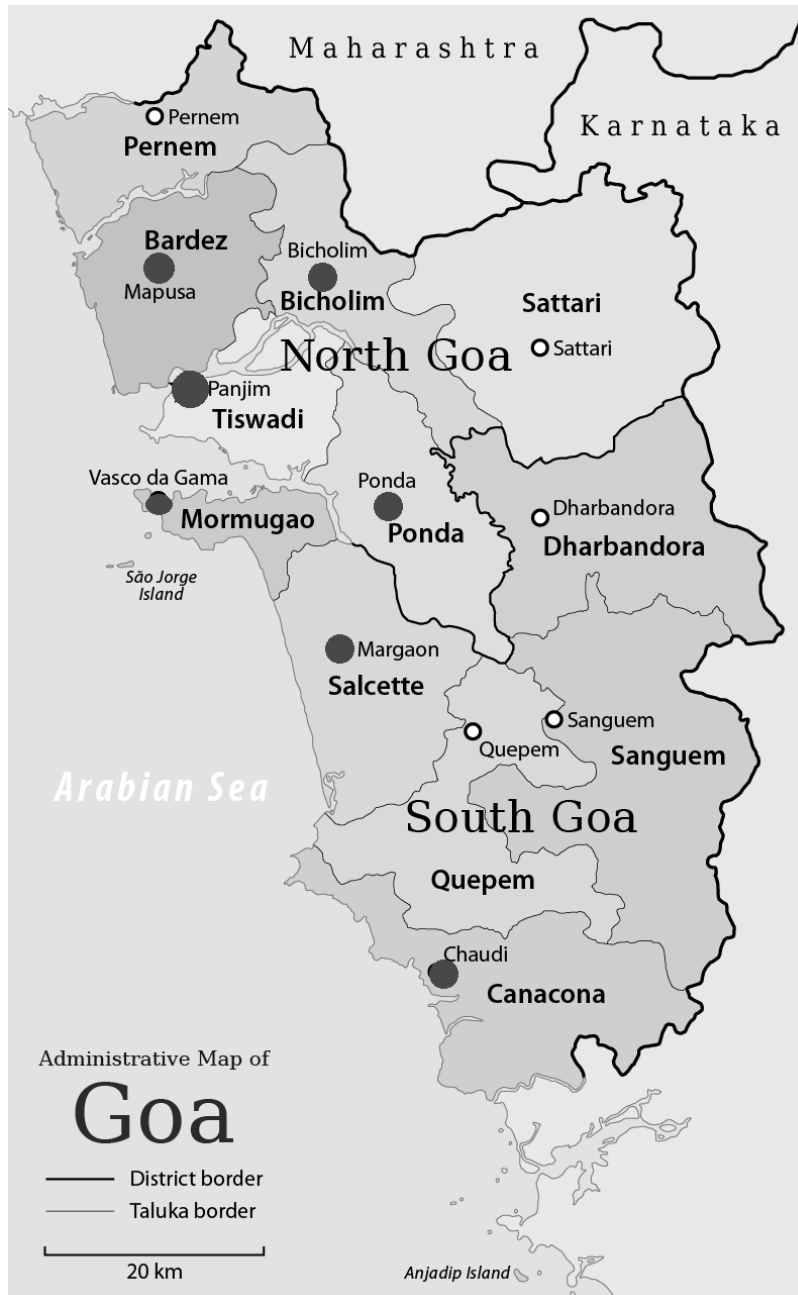 Maharashtra
Karnataka
Pernem
Pernem
Bardez
Mapusa
Bicholim
Bicholim
Sattari
Sattari
North Goa
Panjim
Tiswadi
Vasco da Gama
Mormugao
Ponda
Ponda
Dharbandora
Dharbandora
São Jorge
Island
Margaon
Salcette
Sanguem
Sanguem
Quepem
Arabian Sea
South Goa
Quepem
Chaudi
Canacona
Administrative Map of
Goa
District border
Taluka border
20 km
Anjadip Island